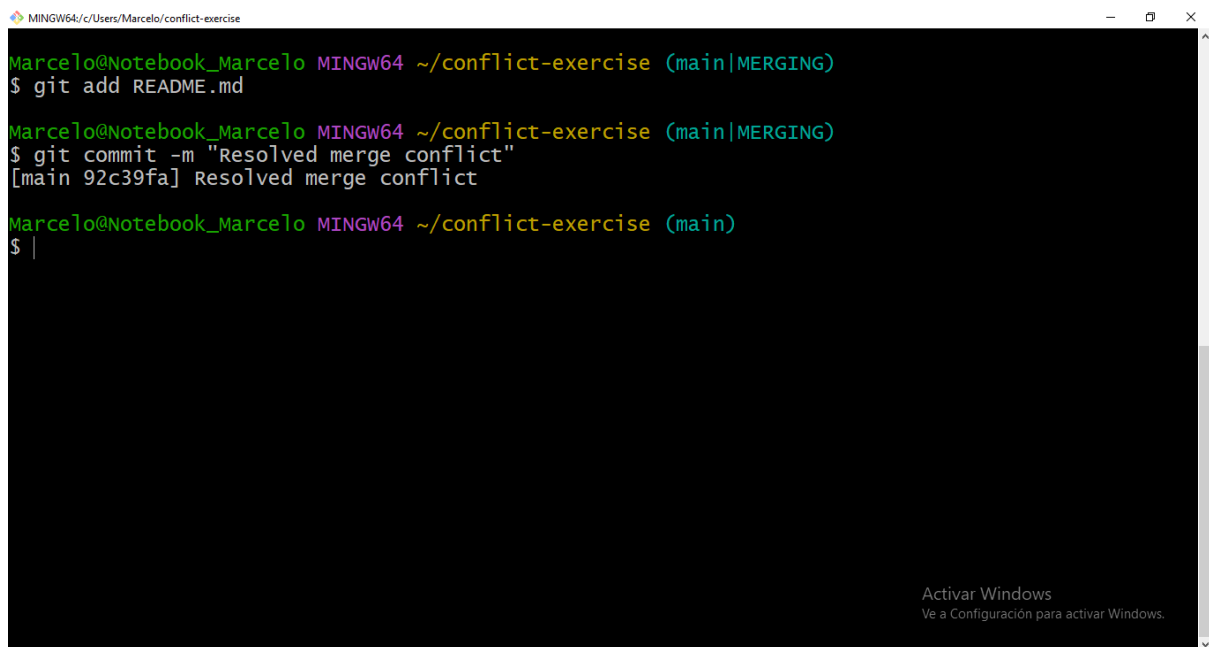 MINGW64:/c/Users/Marcelo/conflict-exercise
Marcelo@Notebook_Marcelo MINGW64 ~/conflict-exercise (main|MERGING)
$ git add README.md
Marcelo@Notebook_Marcelo MINGW64 ~/conflict-exercise (main|MERGING)
$ git commit -m "Resolved merge conflict"
[main 92c39fa] Resolved merge conflict
Marcelo@Notebook_Marcelo MINGW64 ~/conflict-exercise (main)
$
Activar Windows
Ve a Configuración para activar Windows.